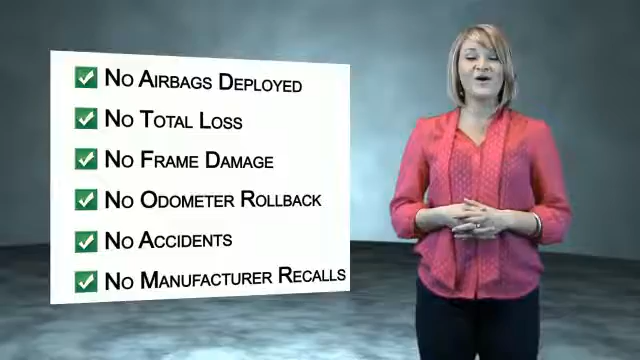 No Airbags Deployed
No Total Loss
No Frame Damage
No Odometer Rollback
No Accidents
No Manufacturer Recalls